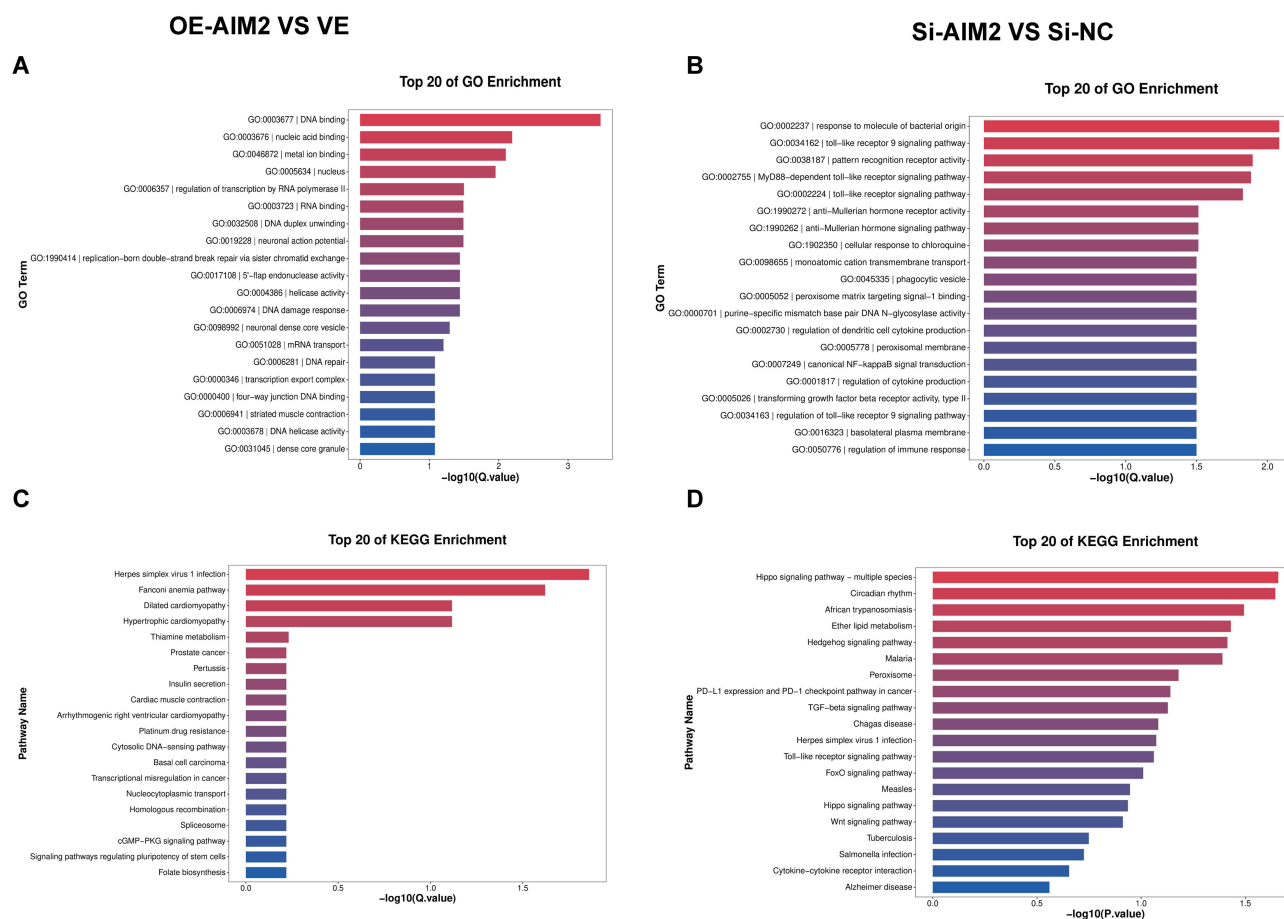 OE-AIM2 VS VE
Si-AIM2 VS Si-NC
A
Top 20 of GO Enrichment
GO Term
GO:0003677 | DNA binding
GO:0003676 | nucleic acid binding
GO:0046872 | metal ion binding
GO:0005634 | nucleus
GO:0006357 | regulation of transcription by RNA polymerase II
GO:0003723 | RNA binding
GO:0032508 | DNA duplex unwinding
GO:0019228 | neuronal action potential
GO:1990414 | replication−born double−strand break repair via sister chromatid exchange
GO:0017108 | 5'−flap endonuclease activity
GO:0004386 | helicase activity
GO:0006974 | DNA damage response
GO:0098992 | neuronal dense core vesicle
GO:0051028 | mRNA transport
GO:0006281 | DNA repair
GO:0000346 | transcription export complex
GO:0000400 | four−way junction DNA binding
GO:0006941 | striated muscle contraction
GO:0003678 | DNA helicase activity
GO:0031045 | dense core granule
0 1 2 3
−log10(Q.value)
B
Top 20 of GO Enrichment
GO Term
GO:0002237 | response to molecule of bacterial origin
GO:0034162 | toll−like receptor 9 signaling pathway
GO:0038187 | pattern recognition receptor activity
GO:0002755 | MyD88−dependent toll−like receptor signaling pathway
GO:0002224 | toll−like receptor signaling pathway
GO:1990272 | anti−Mullerian hormone receptor activity
GO:1990262 | anti−Mullerian hormone signaling pathway
GO:1902350 | cellular response to chloroquine
GO:0098655 | monoatomic cation transmembrane transport
GO:0045335 | phagocytic vesicle
GO:0005052 | peroxisome matrix targeting signal−1 binding
GO:0000701 | purine−specific mismatch base pair DNA N−glycosylase activity
GO:0002730 | regulation of dendritic cell cytokine production
GO:0005778 | peroxisomal membrane
GO:0007249 | canonical NF−kappaB signal transduction
GO:0001817 | regulation of cytokine production
GO:0005026 | transforming growth factor beta receptor activity, type II
GO:0034163 | regulation of toll−like receptor 9 signaling pathway
GO:0016323 | basolateral plasma membrane
GO:0050776 | regulation of immune response
0.0 0.5 1.0 1.5 2.0
−log10(Q.value)
C
Top 20 of KEGG Enrichment
Pathway Name
Herpes simplex virus 1 infection
Fanconi anemia pathway
Dilated cardiomyopathy
Hypertrophic cardiomyopathy
Thiamine metabolism
Prostate cancer
Pertussis
Insulin secretion
Cardiac muscle contraction
Arrhythmogenic right ventricular cardiomyopathy
Platinum drug resistance
Cytosolic DNA−sensing pathway
Basal cell carcinoma
Transcriptional misregulation in cancer
Nucleocytoplasmic transport
Homologous recombination
Spliceosome
cGMP−PKG signaling pathway
Signaling pathways regulating pluripotency of stem cells
Folate biosynthesis
0.0 0.5 1.0 1.5
−log10(Q.value)
D
Top 20 of KEGG Enrichment
Pathway Name
Hippo signaling pathway − multiple species
Circadian rhythm
African trypanosomiasis
Ether lipid metabolism
Hedgehog signaling pathway
Malaria
Peroxisome
PD−L1 expression and PD−1 checkpoint pathway in cancer
TGF−beta signaling pathway
Chagas disease
Herpes simplex virus 1 infection
Toll−like receptor signaling pathway
FoxO signaling pathway
Measles
Hippo signaling pathway
Wnt signaling pathway
Tuberculosis
Salmonella infection
Cytokine−cytokine receptor interaction
Alzheimer disease
0.0 0.5 1.0 1.5
−log10(P.value)